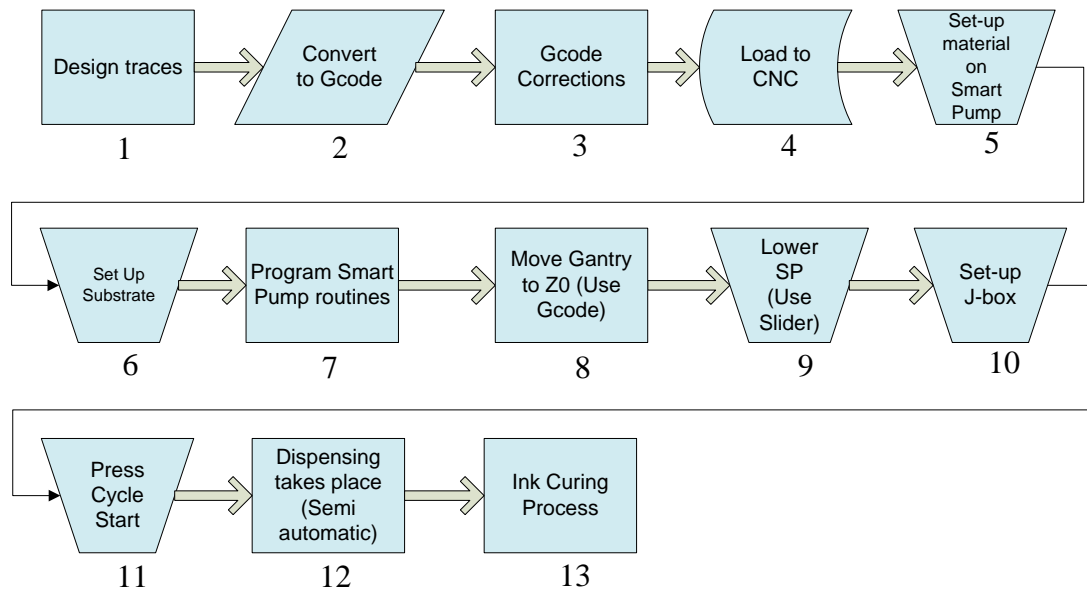 Design traces
Convert
to Gcode
Gcode
Corrections
Load to
CNC
Set-up
material
on
Smart
Pump
1
2
3
4
5
Set Up
Substrate
Program Smart
Pump routines
Move Gantry
to Z0 (Use
Gcode)
Lower
SP
(Use
Slider)
Set-up
J-box
6
7
8
9
10
Press
Cycle
Start
Dispensing
takes place
(Semi
automatic)
Ink Curing
Process
11
12
13